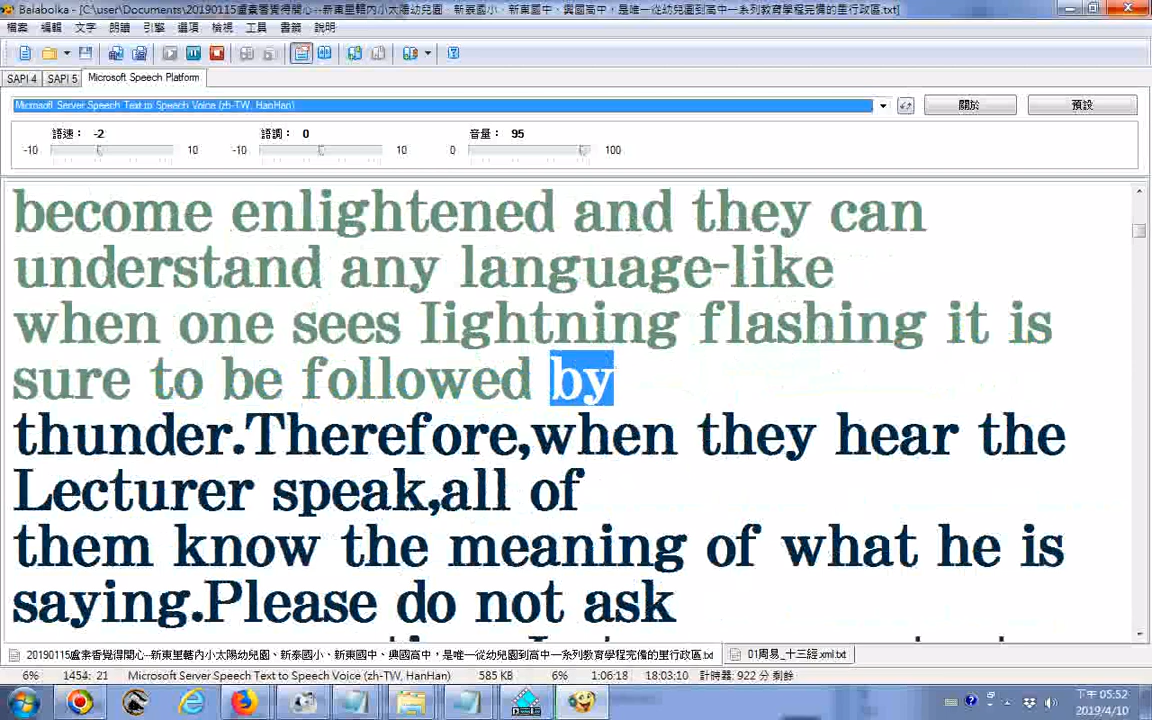 Balabolka - [C:\user\Documents\20190115盧素香覺得開心--新東里轄內小太陽幼兒園、新泰國小、新東國中、興國高中，是唯一從幼兒園到高中一系列教育學程完備的里行政區.txt]
檔案 編輯 文字 朗讀 引擎 選項 檢視 工具 書籤 說明
SAPI 4 SAPI 5 Microsoft Speech Platform
Microsoft Server Speech Text to Speech Voice (zh-TW, HanHan) 關於 預設
語速： -2 語調： 0 音量： 95
-10 10 -10 10 0 100
become enlightened and they can
understand any language-like
when one sees Iightning flashing it is
sure to be followed by
thunder.Therefore,when they hear the
Lecturer speak,all of
them know the meaning of what he is
saying.Please do not ask
20190115盧素香覺得開心--新東里轄內小太陽幼兒園、新泰國小、新東國中、興國高中，是唯一從幼兒園到高中一系列教育學程完備的里行政區.txt 01周易_十三經.xml.txt
6% 1454: 21 Microsoft Server Speech Text to Speech Voice (zh-TW, HanHan) 585 KB 6% 1:06:18 18:03:10 計時器: 922 分 剩餘
下午 05:52
2019/4/10